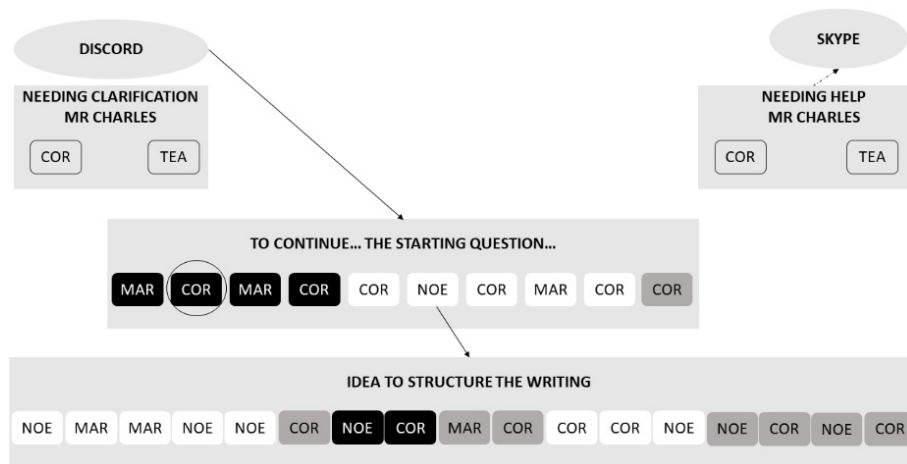 DISCORD
SKYPE
NEEDING CLARIFICATION
MR CHARLES
COR TEA
NEEDING HELP
MR CHARLES
COR TEA
TO CONTINUE... THE STARTING QUESTION...
MAR COR MAR COR COR NOE COR MAR COR COR
IDEA TO STRUCTURE THE WRITING
NOE MAR MAR NOE NOE COR NOE COR MAR COR COR COR NOE NOE COR NOE COR